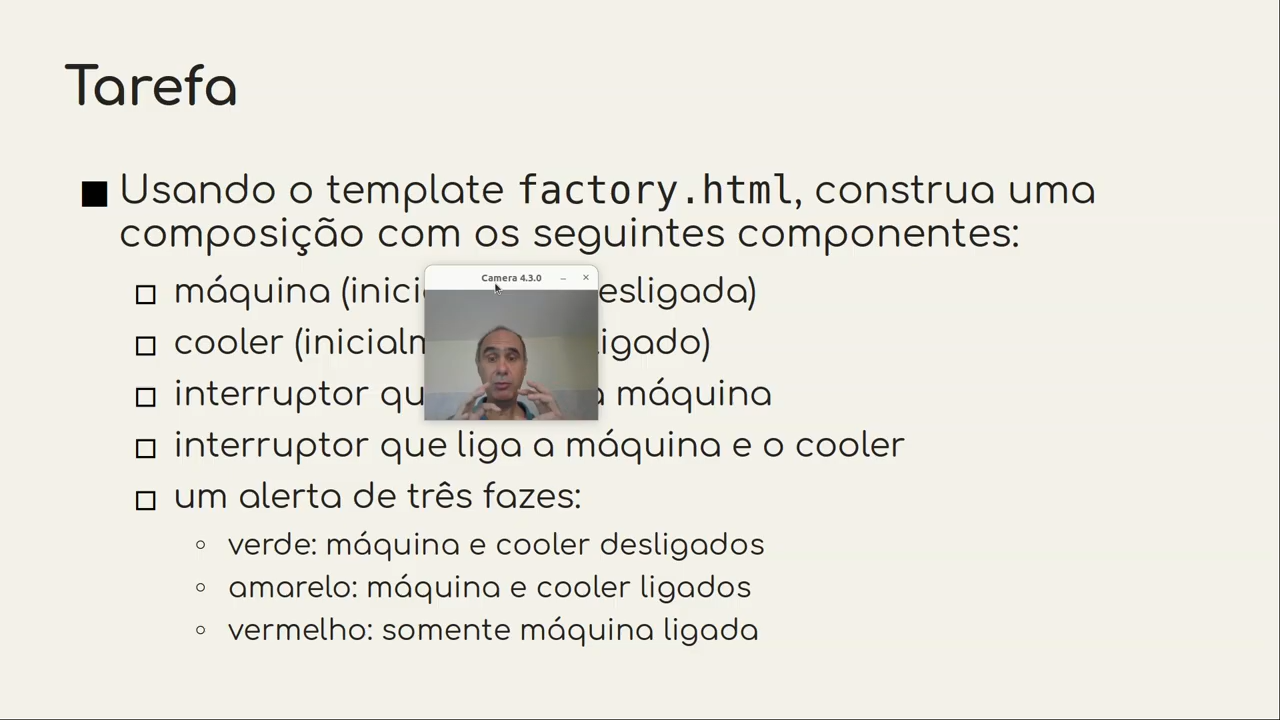 Tarefa
Usando o template factory.html, construa uma
composição com os seguintes componentes:
máquina (inici esligada)
Camera 4.3.0
cooler (inicialm igado)
interruptor qu máquina
interruptor que liga a máquina e o cooler
um alerta de três fazes:
verde: máquina e cooler desligados
amarelo: máquina e cooler ligados
vermelho: somente máquina ligada